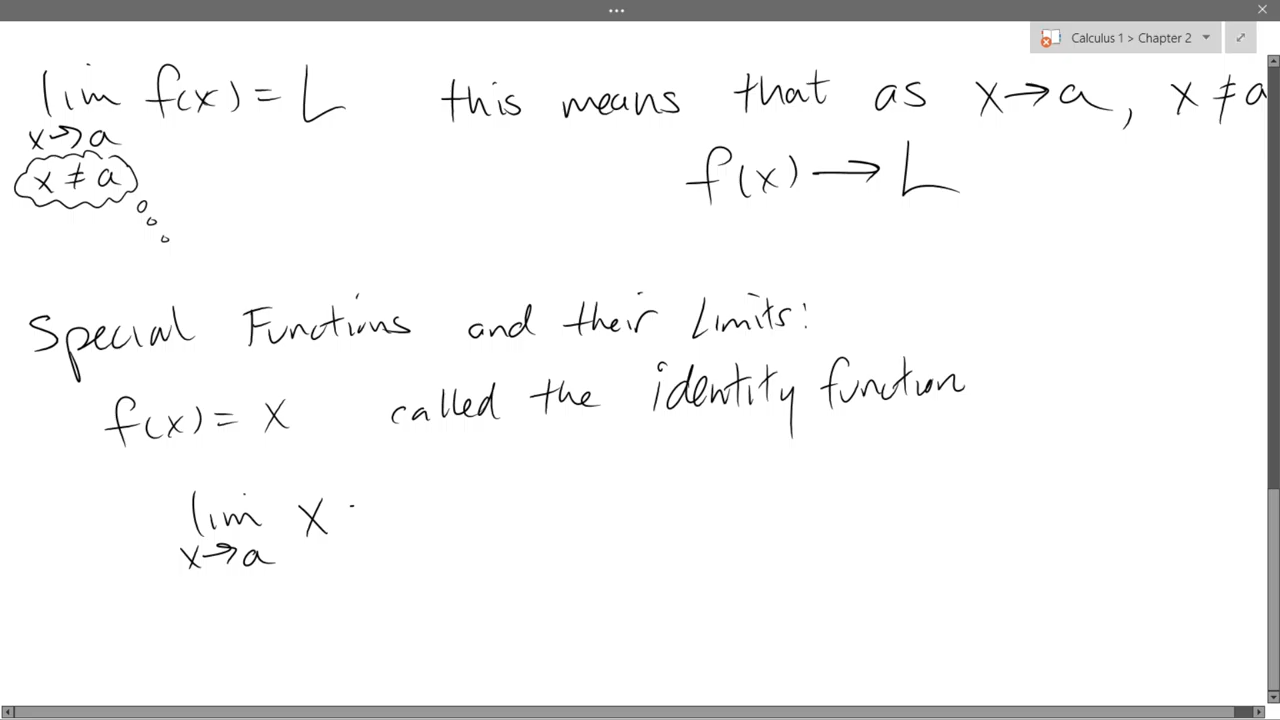 Calculus 1 > Chapter 2
lim f(x) = L this means that as x→a, x ≠ a
x→a
x ≠ a
f(x) → L
Special Functions and their Limits:
f(x) = x called the identity function
lim x
x→a